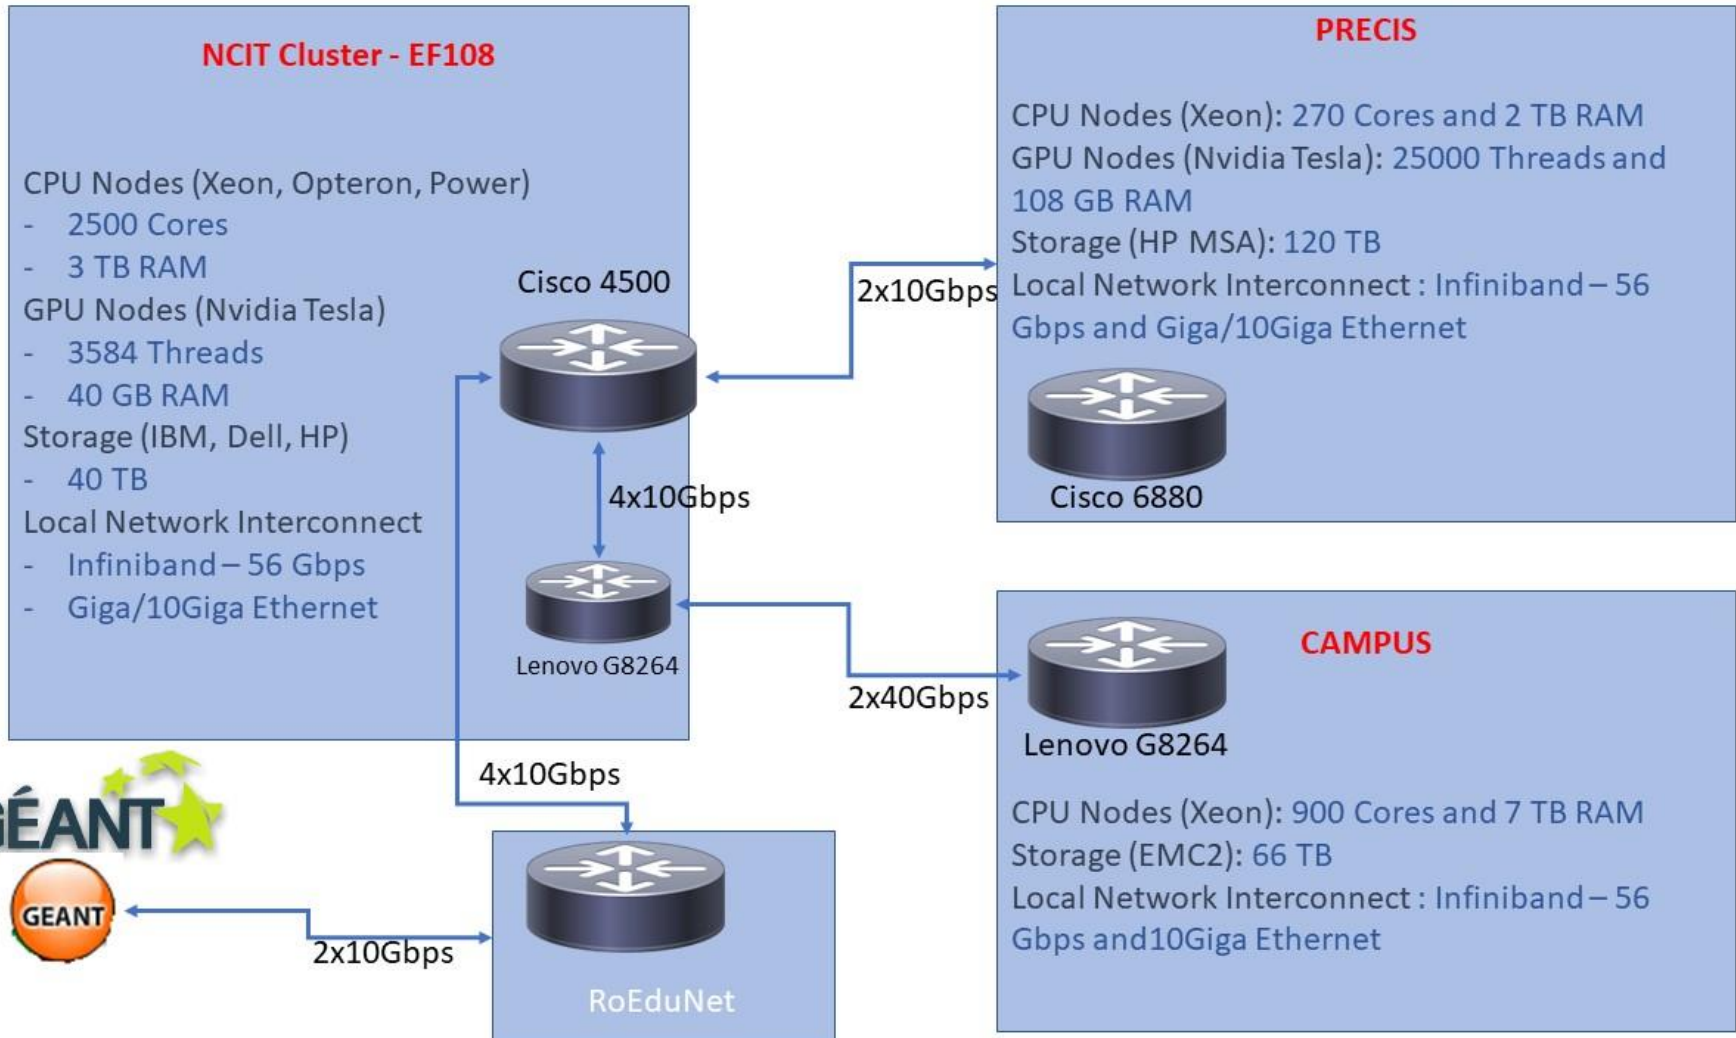 NCIT Cluster - EF108
CPU Nodes (Xeon, Opteron, Power)
- 2500 Cores
- 3 TB RAM
GPU Nodes (Nvidia Tesla)
- 3584 Threads
- 40 GB RAM
Storage (IBM, Dell, HP)
- 40 TB
Local Network Interconnect
- Infiniband – 56 Gbps
- Giga/10Giga Ethernet
Cisco 4500
4x10Gbps
Lenovo G8264
2x10Gbps
PRECIS
CPU Nodes (Xeon): 270 Cores and 2 TB RAM
GPU Nodes (Nvidia Tesla): 25000 Threads and
108 GB RAM
Storage (HP MSA): 120 TB
Local Network Interconnect : Infiniband – 56
Gbps and Giga/10Giga Ethernet
Cisco 6880
2x40Gbps
CAMPUS
Lenovo G8264
CPU Nodes (Xeon): 900 Cores and 7 TB RAM
Storage (EMC2): 66 TB
Local Network Interconnect : Infiniband – 56
Gbps and10Giga Ethernet
4x10Gbps
GÉANT
GEANT
2x10Gbps
RoEduNet